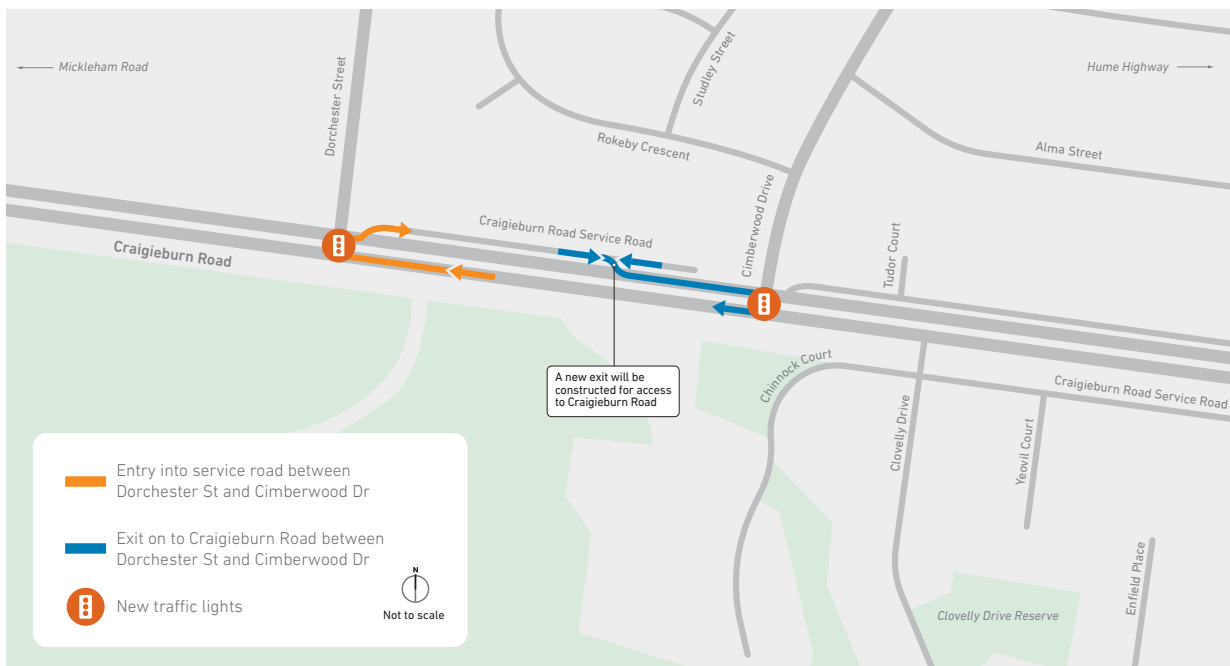 Mickleham Road
Dorchester Street
Studley Street
Hume Highway
Rokeby Crescent
Alma Street
Cimberwood Drive
Craigieburn Road Service Road
Tudor Court
Craigieburn Road
A new exit will be
constructed for access
to Craigieburn Road
Chinnock Court
Craigieburn Road Service Road
Clovelly Drive
Yeovil Court
Enfield Place
Clovelly Drive Reserve
Entry into service road between
Dorchester St and Cimberwood Dr
Exit on to Craigieburn Road between
Dorchester St and Cimberwood Dr
New traffic lights
N
Not to scale